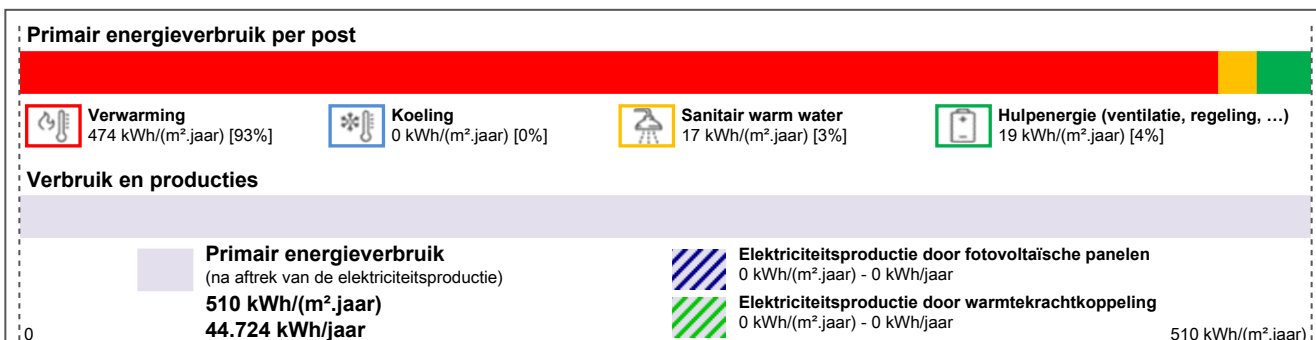 Primair energieverbruik per post
Verwarming
474 kWh/(m².jaar) [93%]
Koeling
0 kWh/(m².jaar) [0%]
Sanitair warm water
17 kWh/(m².jaar) [3%]
Hulpenergie (ventilatie, regeling, …)
19 kWh/(m².jaar) [4%]
Verbruik en producties
Primair energieverbruik
(na aftrek van de elektriciteitsproductie)
510 kWh/(m².jaar)
44.724 kWh/jaar
Elektriciteitsproductie door fotovoltaïsche panelen
0 kWh/(m².jaar) - 0 kWh/jaar
Elektriciteitsproductie door warmtekrachtkoppeling
0 kWh/(m².jaar) - 0 kWh/jaar
0
510 kWh/(m².jaar)